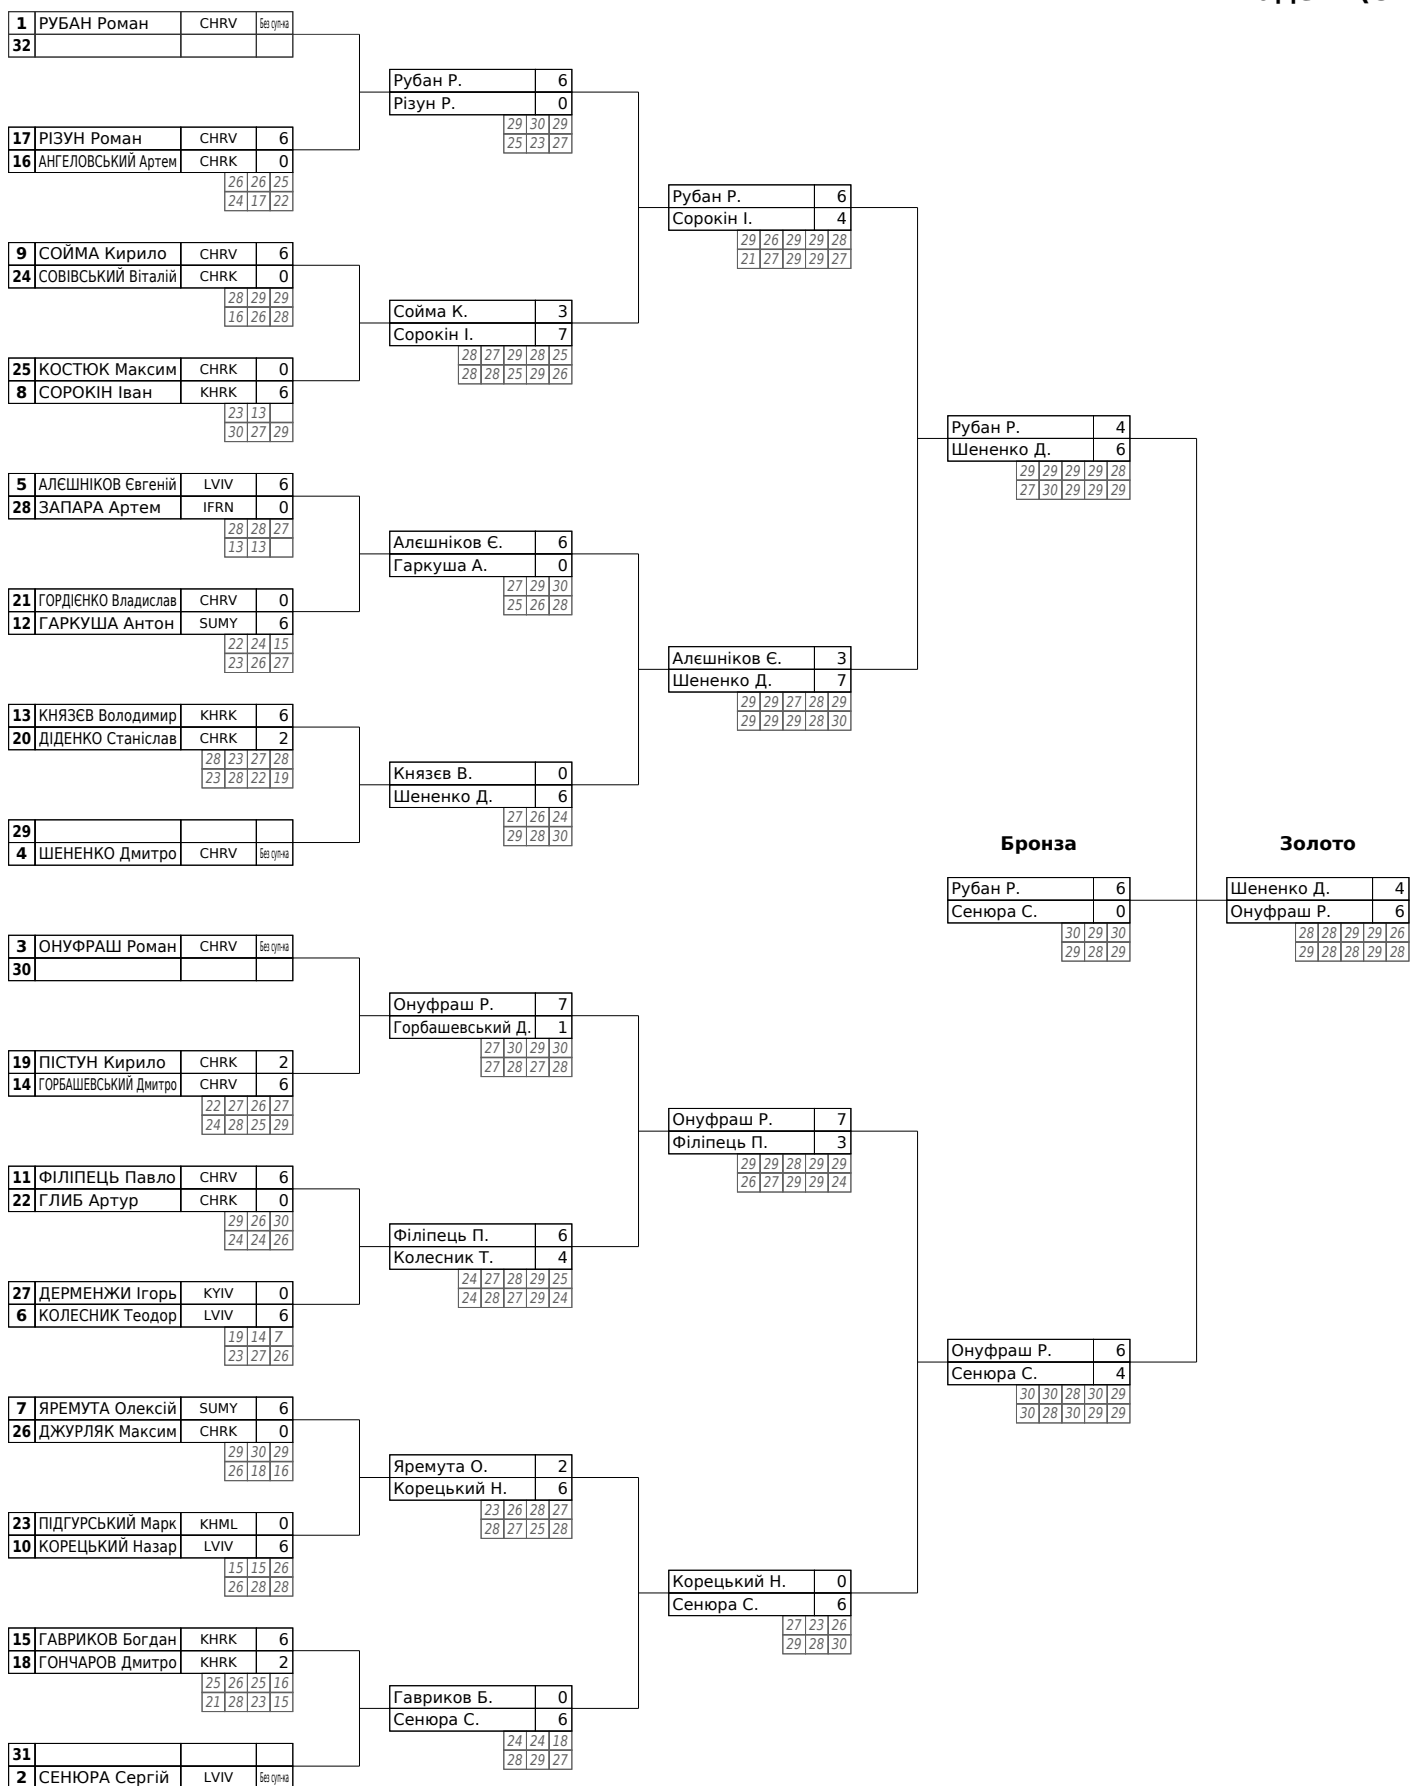 1 РУБАН Роман CHRV Без суп-ка
32
Рубан Р. 6
Різун Р. 0
29 30 29
25 23 27
17 РІЗУН Роман CHRV 6
16 АНГЕЛОВСЬКИЙ Артем CHRK 0
26 26 25
24 17 22
Рубан Р. 6
Сорокін І. 4
29 26 29 29 28
21 27 29 29 27
9 СОЙМА Кирило CHRV 6
24 СОВІВСЬКИЙ Віталій CHRK 0
28 29 29
16 26 28
Сойма К. 3
Сорокін І. 7
28 27 29 28 25
28 28 25 29 26
25 КОСТЮК Максим CHRK 0
8 СОРОКІН Іван KHRK 6
23 13
30 27 29
Рубан Р. 4
Шененко Д. 6
29 29 29 29 28
27 30 29 29 29
5 АЛЄШНІКОВ Євгеній LVIV 6
28 ЗАПАРА Артем IFRN 0
28 28 27
13 13
Алєшніков Є. 6
Гаркуша А. 0
27 29 30
25 26 28
21 ГОРДІЄНКО Владислав CHRV 0
12 ГАРКУША Антон SUMY 6
22 24 15
23 26 27
Алєшніков Є. 3
Шененко Д. 7
29 29 27 28 29
29 29 29 28 30
13 КНЯЗЄВ Володимир KHRK 6
20 ДІДЕНКО Станіслав CHRK 2
28 23 27 28
23 28 22 19
Князєв В. 0
Шененко Д. 6
27 26 24
29 28 30
29
4 ШЕНЕНКО Дмитро CHRV Без суп-ка
Бронза Золото
Рубан Р. 6 Шененко Д. 4
Сенюра С. 0 Онуфраш Р. 6
30 29 30 28 28 29 29 26
29 28 29 29 28 28 29 28
3 ОНУФРАШ Роман CHRV Без суп-ка
30
Онуфраш Р. 7
Горбашевський Д. 1
27 30 29 30
27 28 27 28
19 ПІСТУН Кирило CHRK 2
14 ГОРБАШЕВСЬКИЙ Дмитро CHRV 6
22 27 26 27
24 28 25 29
Онуфраш Р. 7
Філіпець П. 3
29 29 28 29 29
26 27 29 29 24
11 ФІЛІПЕЦЬ Павло CHRV 6
22 ГЛИБ Артур CHRK 0
29 26 30
24 24 26
Філіпець П. 6
Колесник Т. 4
24 27 28 29 25
24 28 27 29 24
27 ДЕРМЕНЖИ Ігорь KYIV 0
6 КОЛЕСНИК Теодор LVIV 6
19 14 7
23 27 26
Онуфраш Р. 6
Сенюра С. 4
30 30 28 30 29
30 28 30 29 29
7 ЯРЕМУТА Олексій SUMY 6
26 ДЖУРЛЯК Максим CHRK 0
29 30 29
26 18 16
Яремута О. 2
Корецький Н. 6
23 26 28 27
28 27 25 28
23 ПІДГУРСЬКИЙ Марк KHML 0
10 КОРЕЦЬКИЙ Назар LVIV 6
15 15 26
26 28 28
Корецький Н. 0
Сенюра С. 6
27 23 26
29 28 30
15 ГАВРИКОВ Богдан KHRK 6
18 ГОНЧАРОВ Дмитро KHRK 2
25 26 25 16
21 28 23 15
Гавриков Б. 0
Сенюра С. 6
24 24 18
28 29 27
31
2 СЕНЮРА Сергій LVIV Без суп-ка